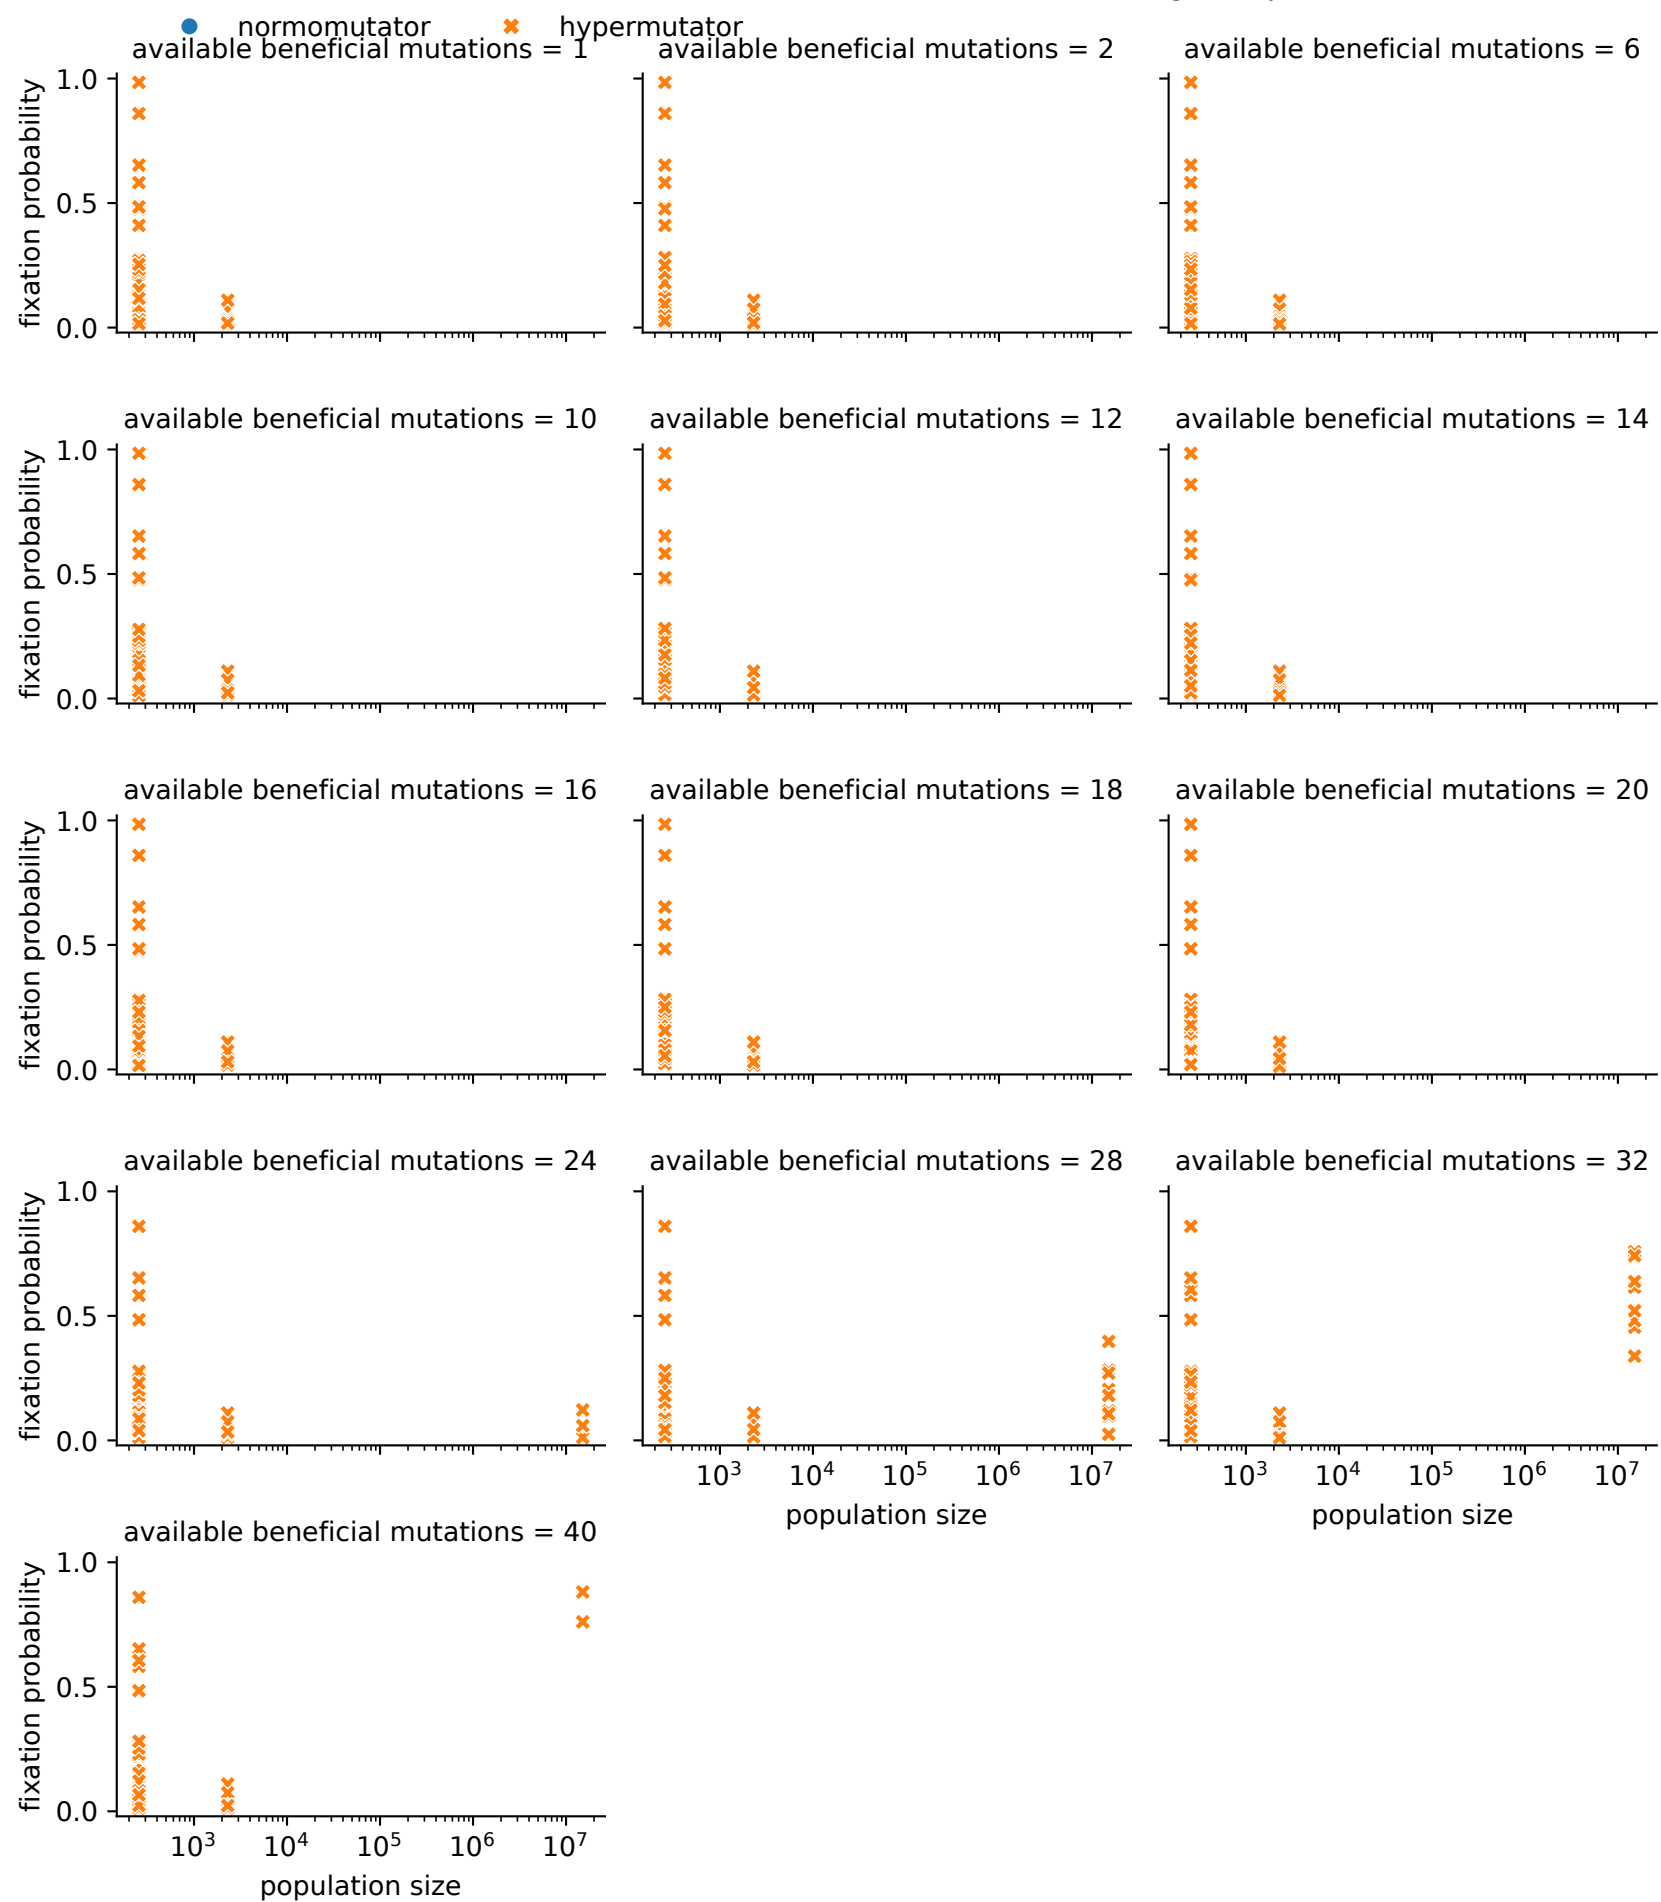 normomutator hypermutator
available beneficial mutations = 1 available beneficial mutations = 2 available beneficial mutations = 6
fixation probability
1.0
0.5
0.0
available beneficial mutations = 10 available beneficial mutations = 12 available beneficial mutations = 14
fixation probability
1.0
0.5
0.0
available beneficial mutations = 16 available beneficial mutations = 18 available beneficial mutations = 20
fixation probability
1.0
0.5
0.0
available beneficial mutations = 24 available beneficial mutations = 28 available beneficial mutations = 32
fixation probability
1.0
0.5
0.0
10³ 10⁴ 10⁵ 10⁶ 10⁷ 10³ 10⁴ 10⁵ 10⁶ 10⁷
population size population size
available beneficial mutations = 40
fixation probability
1.0
0.5
0.0
10³ 10⁴ 10⁵ 10⁶ 10⁷
population size